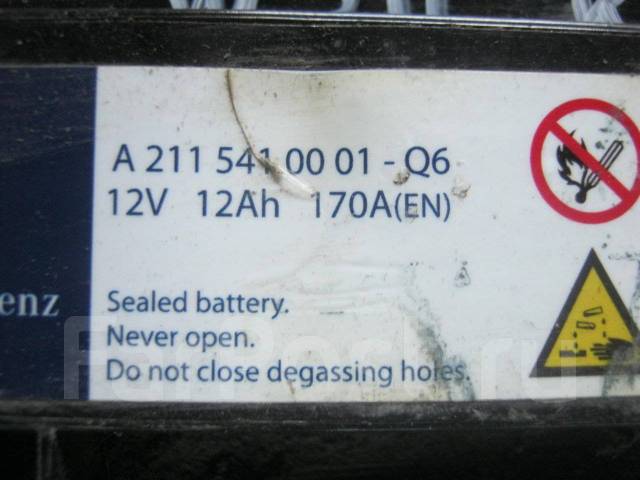 A 211 541 00 01 - Q6
12V 12Ah 170A(EN)
enz
Sealed battery.
Never open.
Do not close degassing holes.